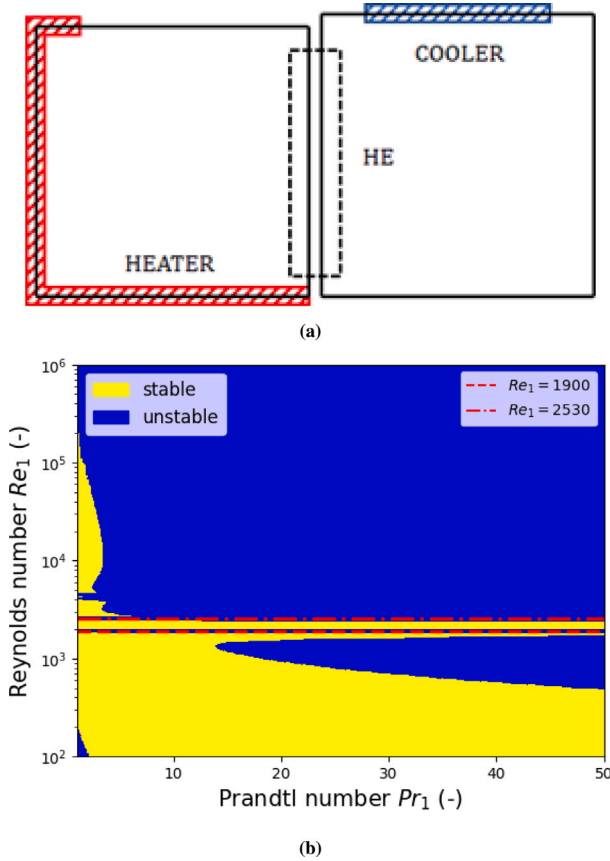 COOLER
HE
HEATER
(a)
stable
unstable
Re₁ = 1900
Re₁ = 2530
10⁶
10⁵
10⁴
10³
10²
Reynolds number Re₁ (-)
10 20 30 40 50
Prandtl number Pr₁ (-)
(b)